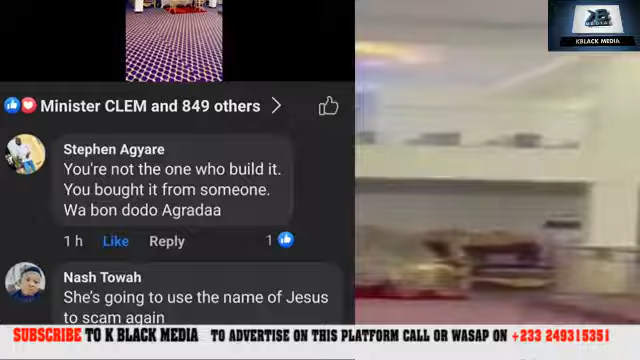 KBLACK MEDIA
Minister CLEM and 849 others
Stephen Agyare
You're not the one who build it.
You bought it from someone.
Wa bon dodo Agradaa
1 h Like Reply 1
Nash Towah
She's going to use the name of Jesus
to scam again
SUBSCRIBE TO K BLACK MEDIA TO ADVERTISE ON THIS PLATFORM CALL OR WASAP ON +233 249315351